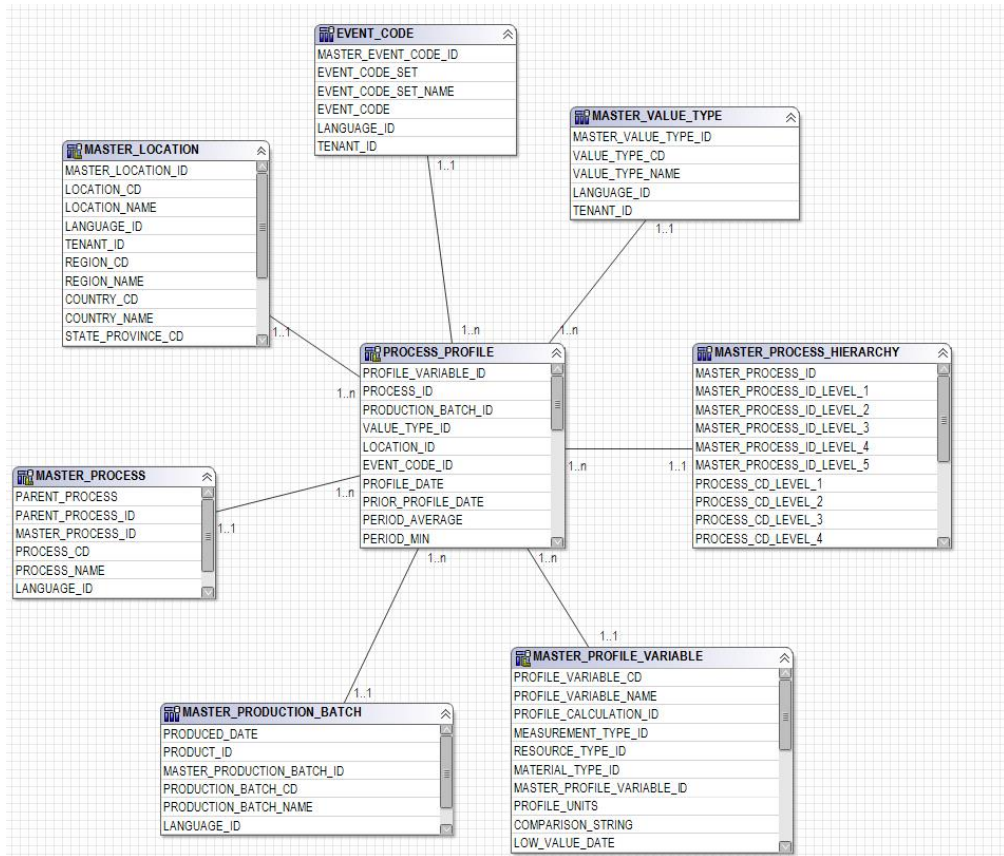 EVENT_CODE
MASTER_EVENT_CODE_ID
EVENT_CODE_SET
EVENT_CODE_SET_NAME
EVENT_CODE
LANGUAGE_ID
TENANT_ID
1..1
MASTER_VALUE_TYPE
MASTER_VALUE_TYPE_ID
VALUE_TYPE_CD
VALUE_TYPE_NAME
LANGUAGE_ID
TENANT_ID
1..1
MASTER_LOCATION
MASTER_LOCATION_ID
LOCATION_CD
LOCATION_NAME
LANGUAGE_ID
TENANT_ID
REGION_CD
REGION_NAME
COUNTRY_CD
COUNTRY_NAME
STATE_PROVINCE_CD
1..1
1..n
1..n
PROCESS_PROFILE
PROFILE_VARIABLE_ID
PROCESS_ID
PRODUCTION_BATCH_ID
VALUE_TYPE_ID
LOCATION_ID
EVENT_CODE_ID
PROFILE_DATE
PRIOR_PROFILE_DATE
PERIOD_AVERAGE
PERIOD_MIN
1..n
1..n
1..1
MASTER_PROCESS_HIERARCHY
MASTER_PROCESS_ID
MASTER_PROCESS_ID_LEVEL_1
MASTER_PROCESS_ID_LEVEL_2
MASTER_PROCESS_ID_LEVEL_3
MASTER_PROCESS_ID_LEVEL_4
MASTER_PROCESS_ID_LEVEL_5
PROCESS_CD_LEVEL_1
PROCESS_CD_LEVEL_2
PROCESS_CD_LEVEL_3
PROCESS_CD_LEVEL_4
MASTER_PROCESS
PARENT_PROCESS
PARENT_PROCESS_ID
MASTER_PROCESS_ID
PROCESS_CD
PROCESS_NAME
LANGUAGE_ID
1..n
1..1
1..n
1..n
1..1
1..1
MASTER_PROFILE_VARIABLE
PROFILE_VARIABLE_CD
PROFILE_VARIABLE_NAME
PROFILE_CALCULATION_ID
MEASUREMENT_TYPE_ID
RESOURCE_TYPE_ID
MATERIAL_TYPE_ID
MASTER_PROFILE_VARIABLE_ID
PROFILE_UNITS
COMPARISON_STRING
LOW_VALUE_DATE
MASTER_PRODUCTION_BATCH
PRODUCED_DATE
PRODUCT_ID
MASTER_PRODUCTION_BATCH_ID
PRODUCTION_BATCH_CD
PRODUCTION_BATCH_NAME
LANGUAGE_ID